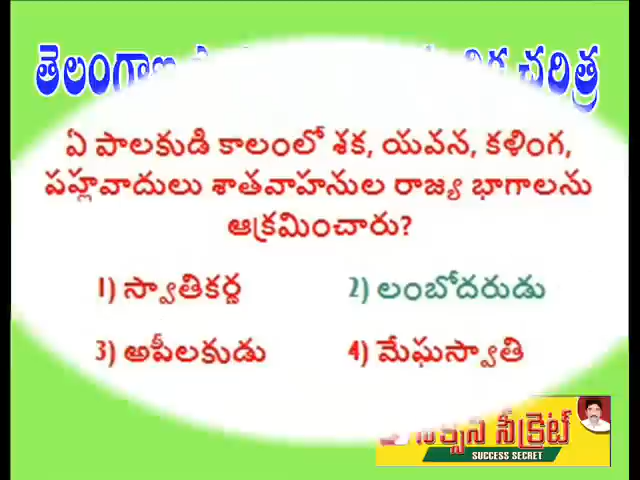 తెలంగాణ చరిత్ర
ఏ పాలకుడి కాలంలో శక, యవన, కళింగ,
పహ్లవాదులు శాతవాహనుల రాజ్య భాగాలను
ఆక్రమించారు?
1) స్వాతికర్ణ
2) లంబోదరుడు
3) అపీలకుడు
4) మేఘస్వాతి
సీక్రెట్
SUCCESS SECRET